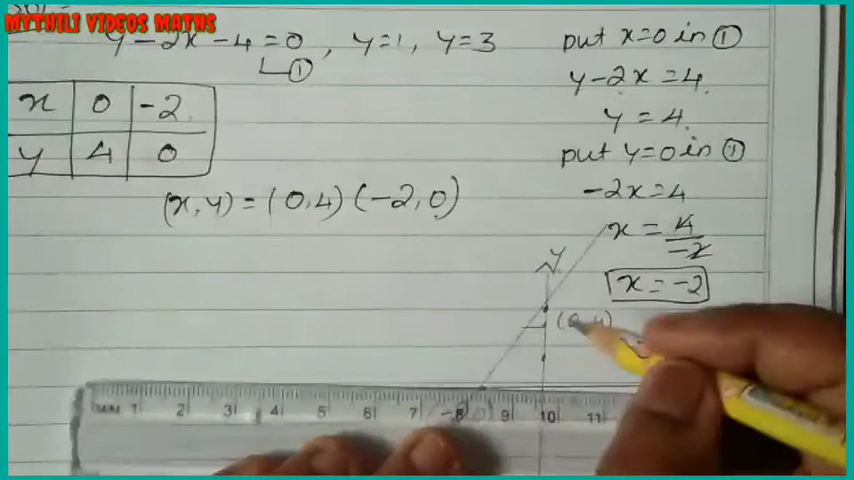 MYTHILI VIDEOS MATHS
y-2x-4=0, y=1, y=3
①
x 0 -2
y 4 0
(x,y)=(0,4)(-2,0)
put x=0 in ①
y-2x=4
y=4
put y=0 in ①
-2x=4
x=4/-2
x=-2
y
(0,4)
MM 1 2 3 4 5 6 7 8 9 10 11